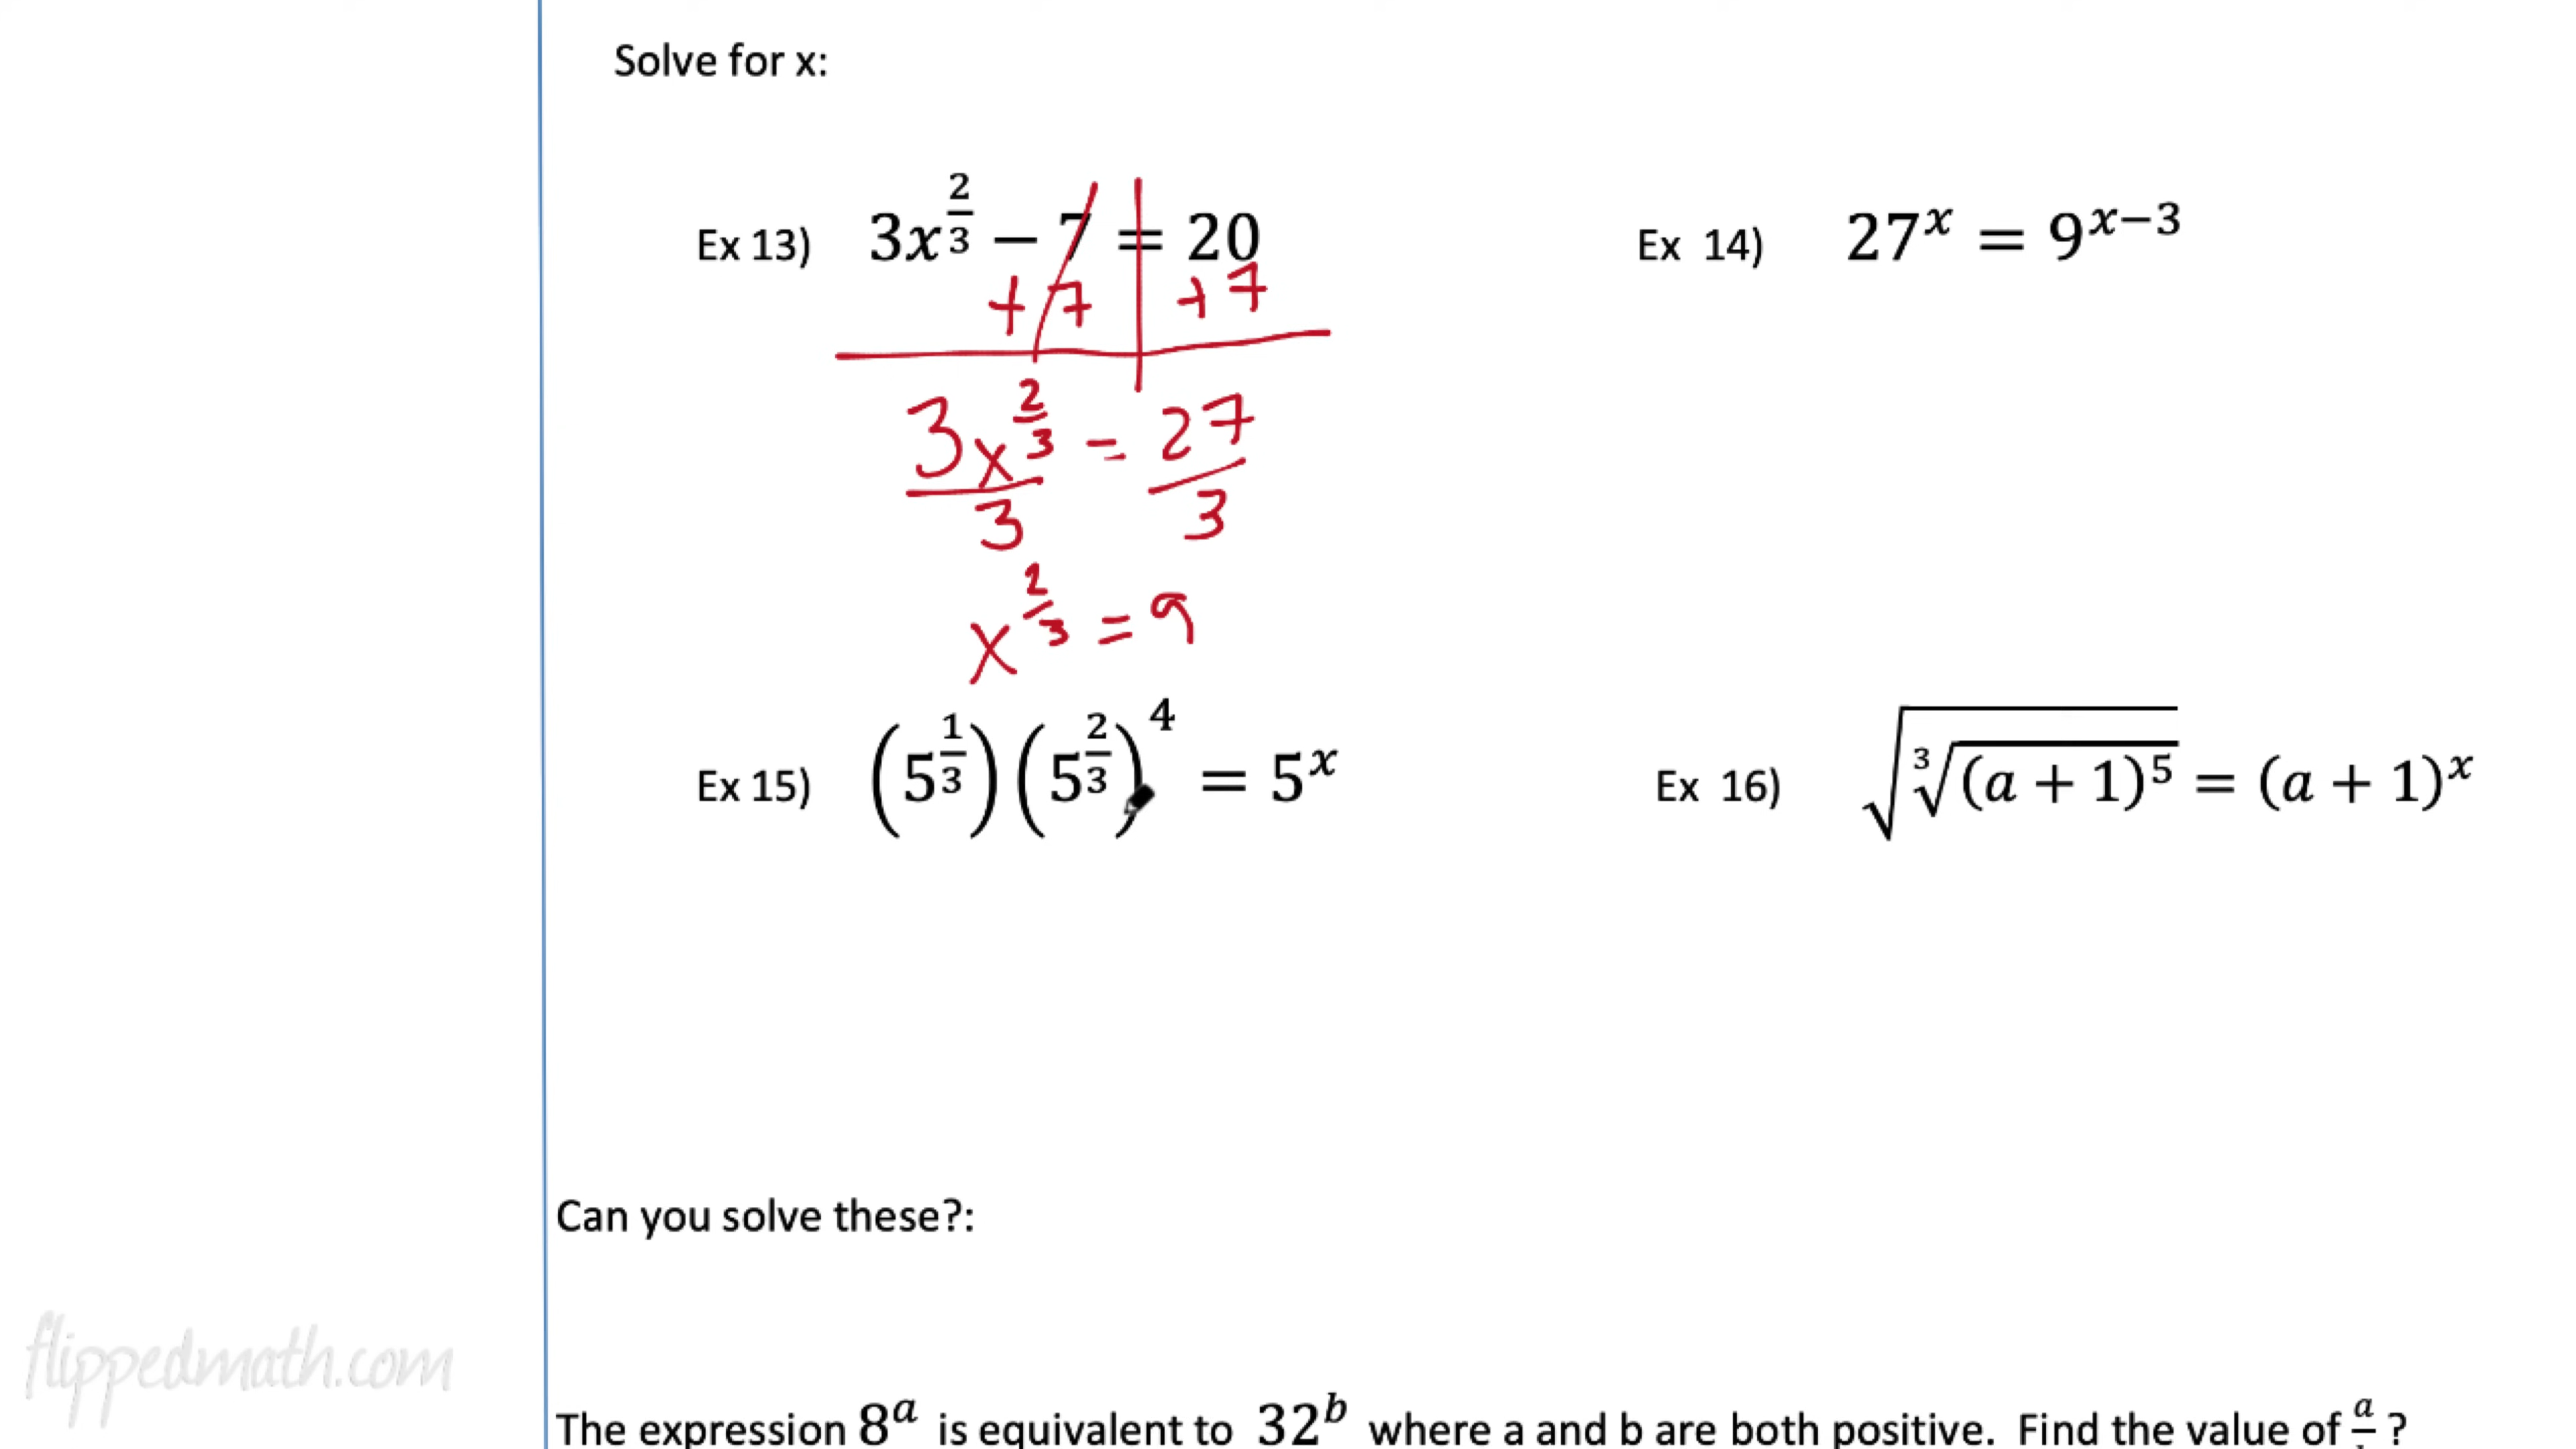 Solve for x:
Ex 13) 3x^(2/3) − 7 = 20
+7 +7
3x^(2/3) = 27
3 3
x^(2/3) = 9
Ex 14) 27^x = 9^(x−3)
Ex 15) (5^(1/3))(5^(2/3))^4 = 5^x
Ex 16) √(∛((a + 1)^5)) = (a + 1)^x
Can you solve these?:
flippedmath.com
The expression 8^a is equivalent to 32^b where a and b are both positive. Find the value of a/ ?